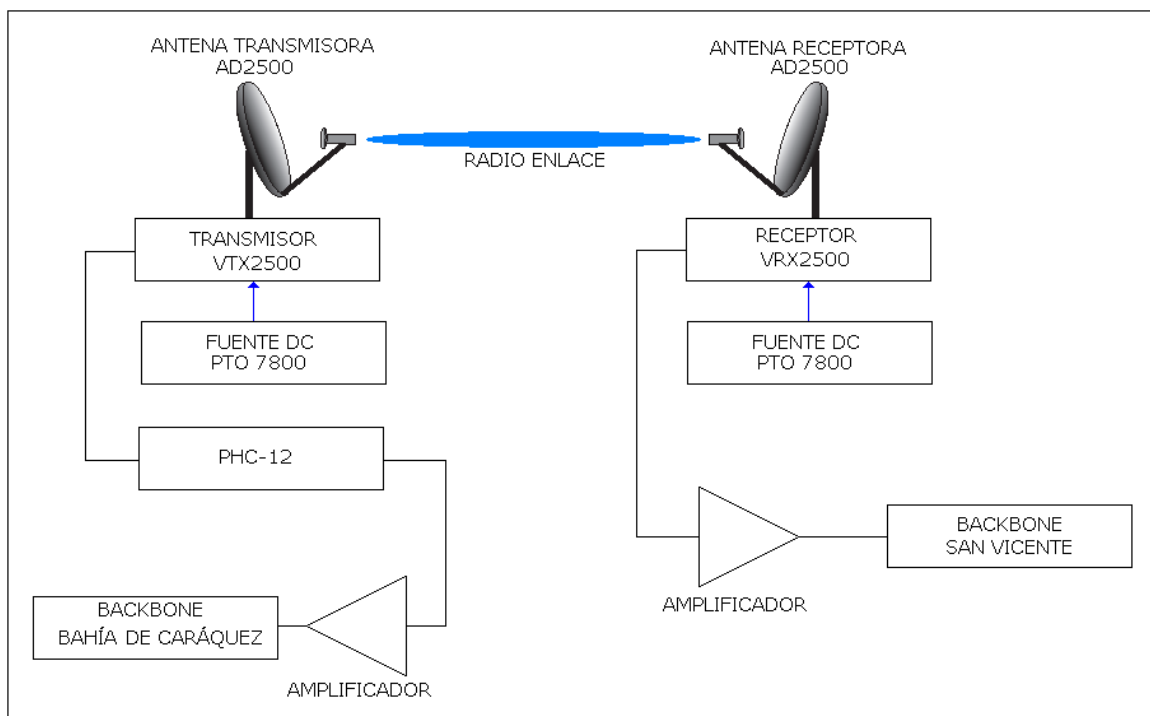 ANTENA TRANSMISORA
AD2500
ANTENA RECEPTORA
AD2500
RADIO ENLACE
TRANSMISOR
VTX2500
RECEPTOR
VRX2500
FUENTE DC
PTO 7800
FUENTE DC
PTO 7800
PHC-12
BACKBONE
SAN VICENTE
AMPLIFICADOR
BACKBONE
BAHÍA DE CARÁQUEZ
AMPLIFICADOR